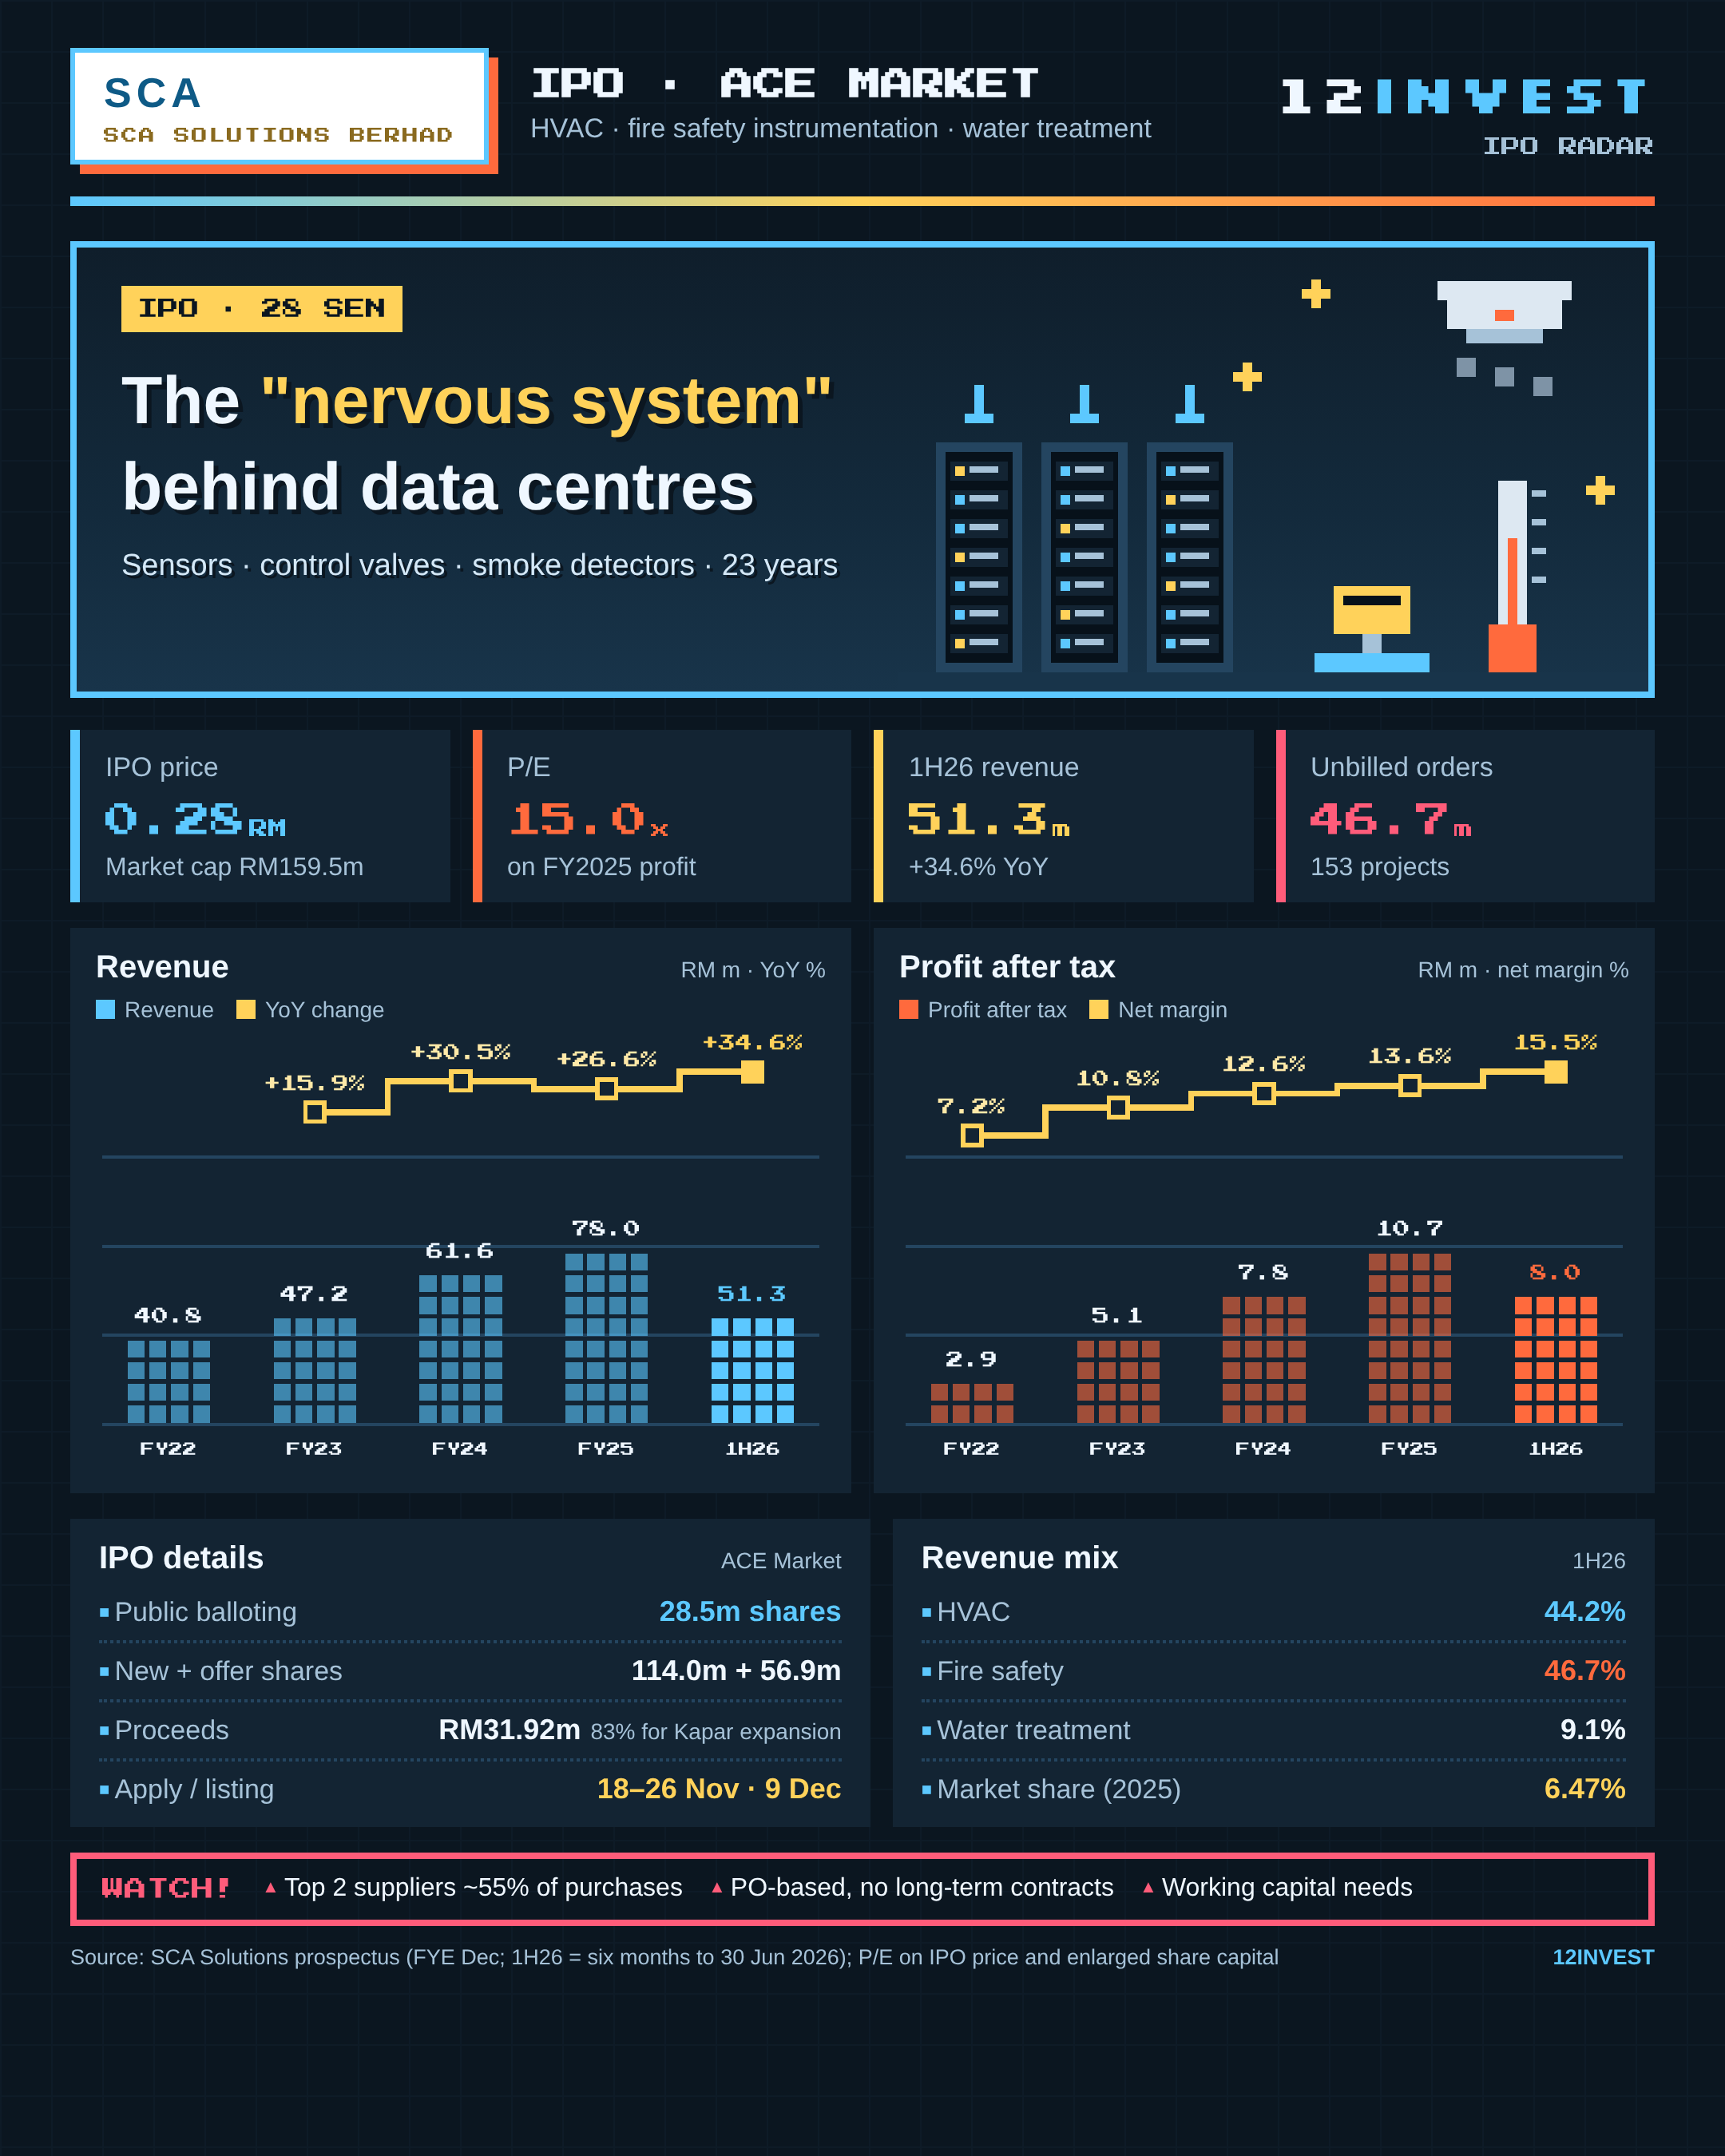 SCA
SCA SOLUTIONS BERHAD
IPO · ACE MARKET
HVAC · fire safety instrumentation · water treatment
12INVEST
IPO RADAR
IPO · 28 SEN
The "nervous system"
behind data centres
Sensors · control valves · smoke detectors · 23 years
IPO price
0.28 RM
Market cap RM159.5m
P/E
15.0x
on FY2025 profit
1H26 revenue
51.3m
+34.6% YoY
Unbilled orders
46.7m
153 projects
Revenue
RM m · YoY %
Revenue
YoY change
+15.9%
+30.5%
+26.6%
+34.6%
40.8
47.2
61.6
78.0
51.3
FY22
FY23
FY24
FY25
1H26
Profit after tax
RM m · net margin %
Profit after tax
Net margin
7.2%
10.8%
12.6%
13.6%
15.5%
2.9
5.1
7.8
10.7
8.0
FY22
FY23
FY24
FY25
1H26
IPO details
ACE Market
Public balloting
28.5m shares
New + offer shares
114.0m + 56.9m
Proceeds
RM31.92m 83% for Kapar expansion
Apply / listing
18–26 Nov · 9 Dec
Revenue mix
1H26
HVAC
44.2%
Fire safety
46.7%
Water treatment
9.1%
Market share (2025)
6.47%
WATCH! ▲ Top 2 suppliers ~55% of purchases ▲ PO-based, no long-term contracts ▲ Working capital needs
Source: SCA Solutions prospectus (FYE Dec; 1H26 = six months to 30 Jun 2026); P/E on IPO price and enlarged share capital
12INVEST